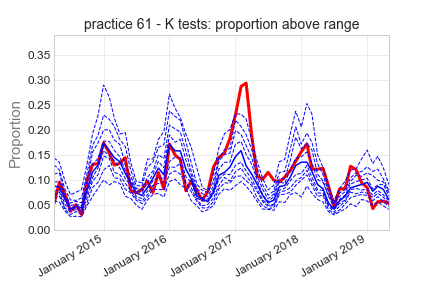 practice 61 - K tests: proportion above range
Proportion
0.35
0.30
0.25
0.20
0.15
0.10
0.05
0.00
January 2015
January 2016
January 2017
January 2018
January 2019